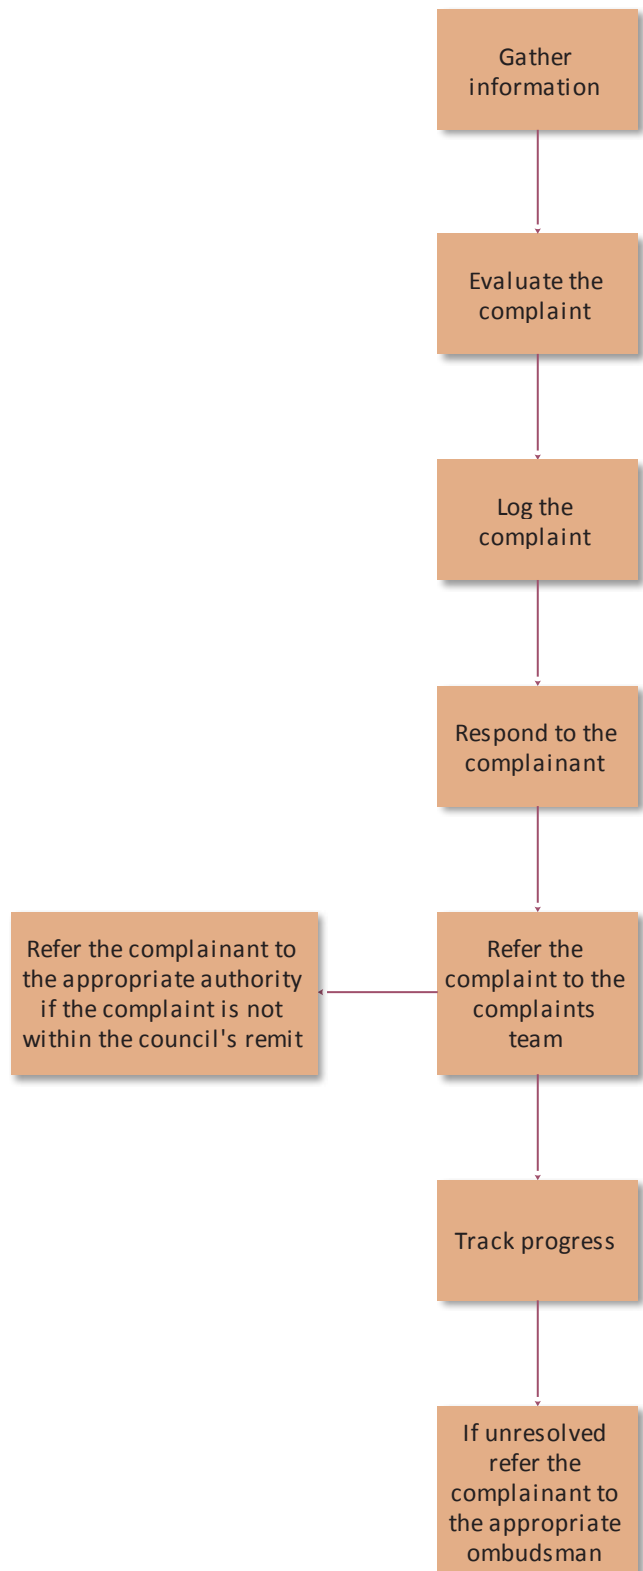 Gather
information
Evaluate the
complaint
Log the
complaint
Respond to the
complainant
Refer the complainant to
the appropriate authority
if the complaint is not
within the council's remit
Refer the
complaint to the
complaints
team
Track progress
If unresolved
refer the
complainant to
the appropriate
ombudsman